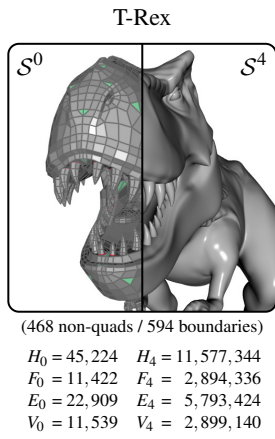 T-Rex
S^0 S^4
(468 non-quads / 594 boundaries)
H_0 = 45,224 H_4 = 11,577,344
F_0 = 11,422 F_4 = 2,894,336
E_0 = 22,909 E_4 = 5,793,424
V_0 = 11,539 V_4 = 2,899,140